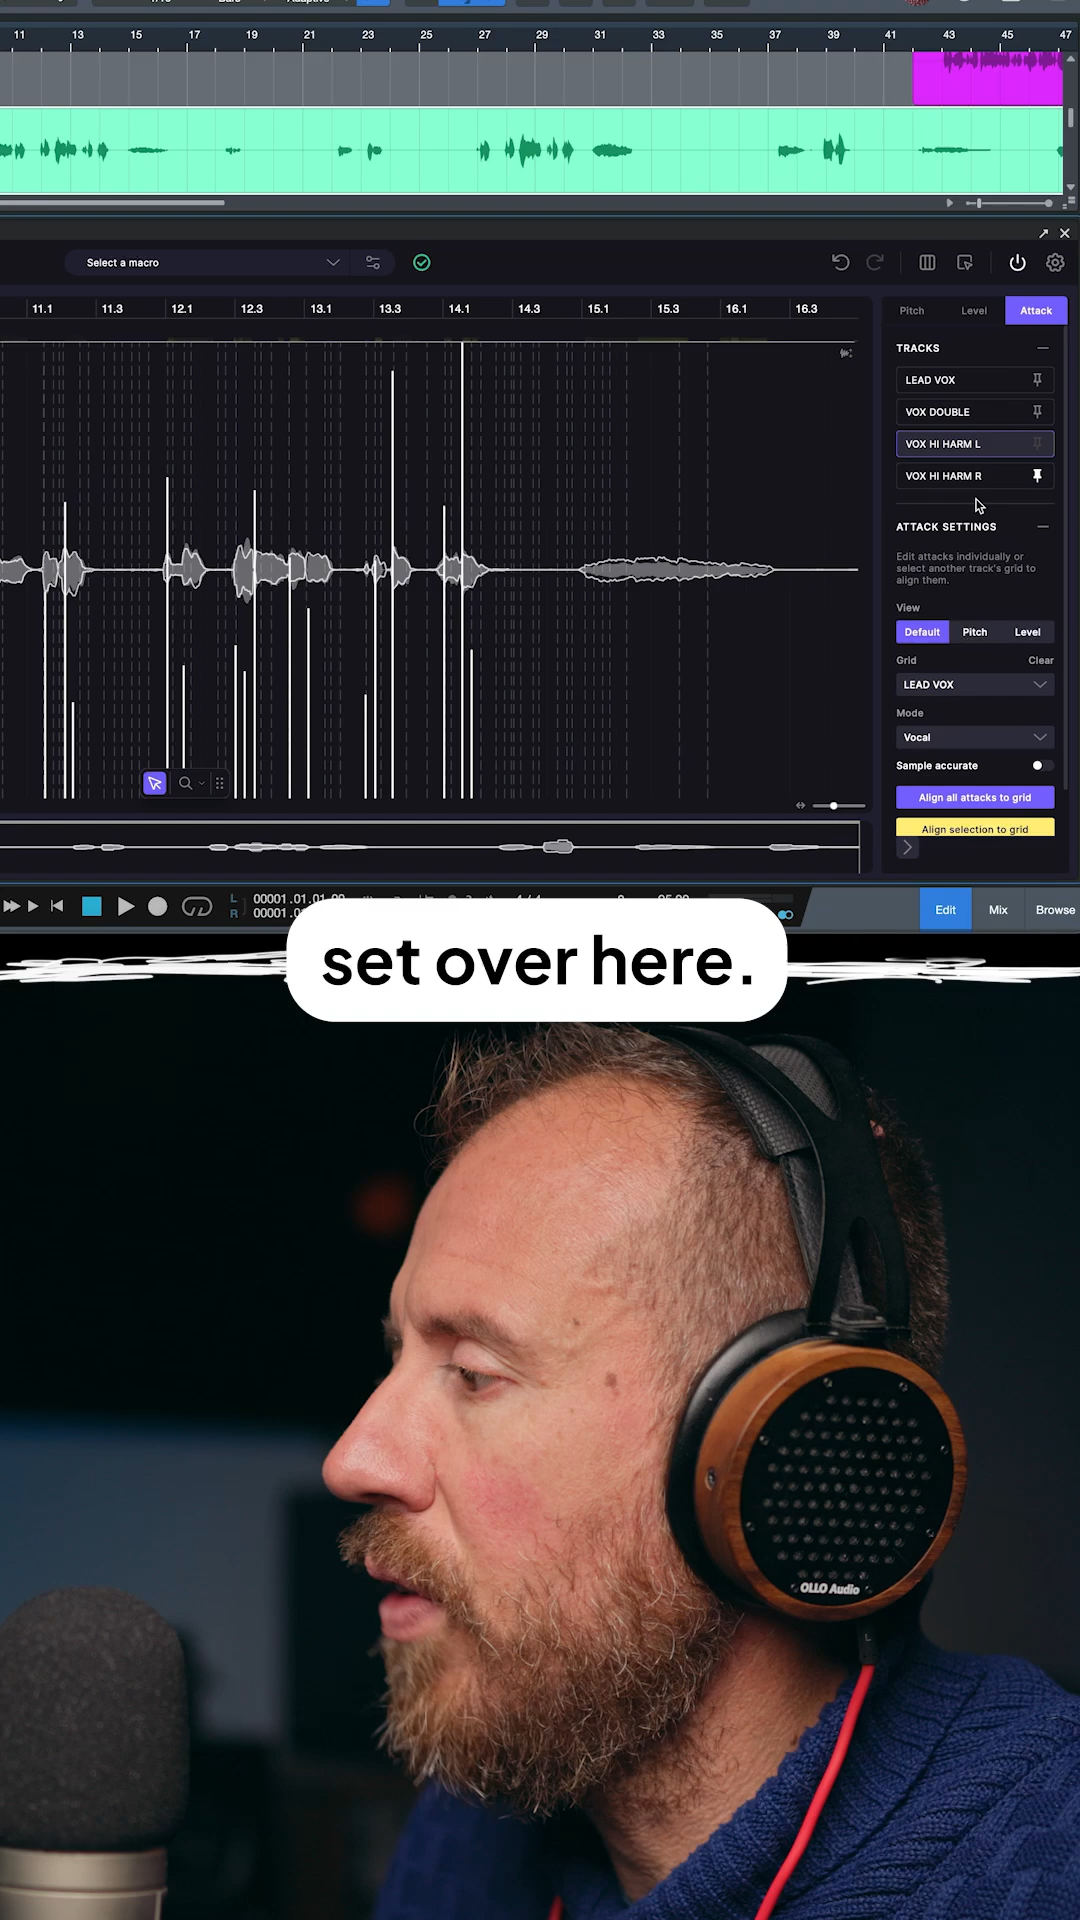 11 13 15 17 19 21 23 25 27 29 31 33 35 37 39 41 43 45 47
Select a macro
11.1 11.3 12.1 12.3 13.1 13.3 14.1 14.3 15.1 15.3 16.1 16.3
Pitch Level Attack
TRACKS
LEAD VOX
VOX DOUBLE
VOX HI HARM L
VOX HI HARM R
ATTACK SETTINGS
Edit attacks individually or
select another track's grid to
align them.
View
Default Pitch Level
Grid Clear
LEAD VOX
Mode
Vocal
Sample accurate
Align all attacks to grid
Align selection to grid
L
R
Edit Mix Browse
set over here.
OLLO Audio
L